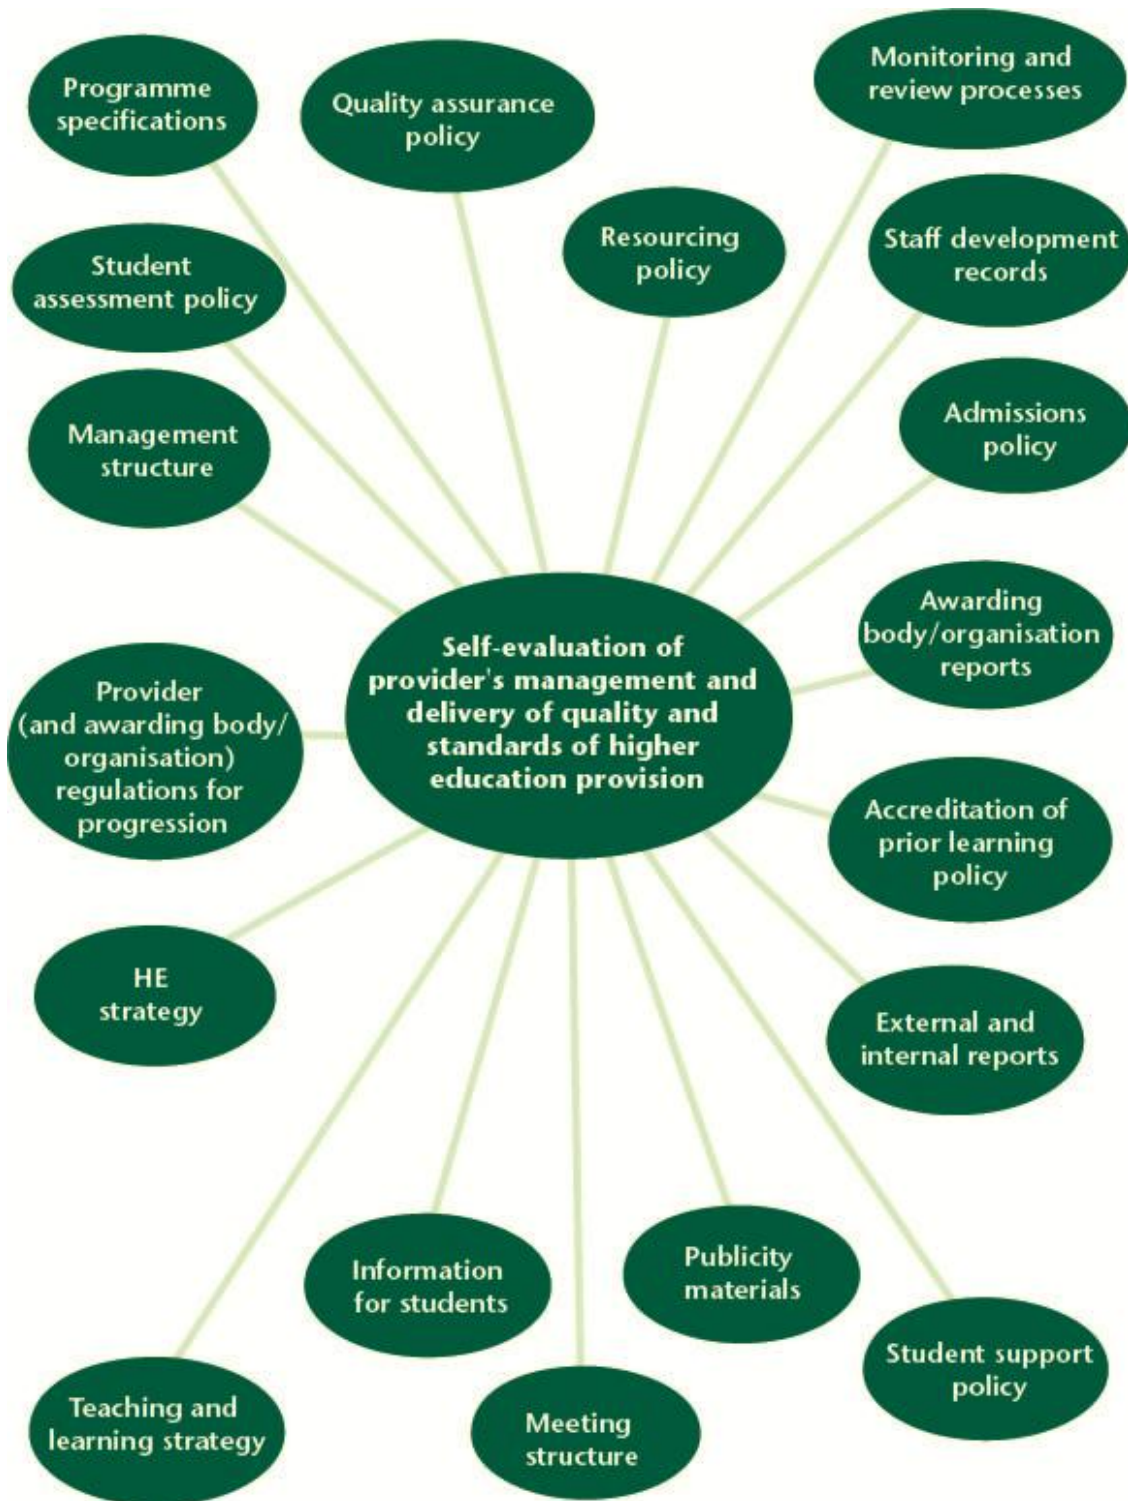 Programme
specifications
Quality assurance
policy
Monitoring and
review processes
Resourcing
policy
Staff development
records
Student
assessment policy
Management
structure
Admissions
policy
Awarding
body/organisation
reports
Self-evaluation of
provider's management and
delivery of quality and
standards of higher
education provision
Provider
(and awarding body/
organisation)
regulations for
progression
Accreditation of
prior learning
policy
HE
strategy
External and
internal reports
Information
for students
Publicity
materials
Student support
policy
Teaching and
learning strategy
Meeting
structure